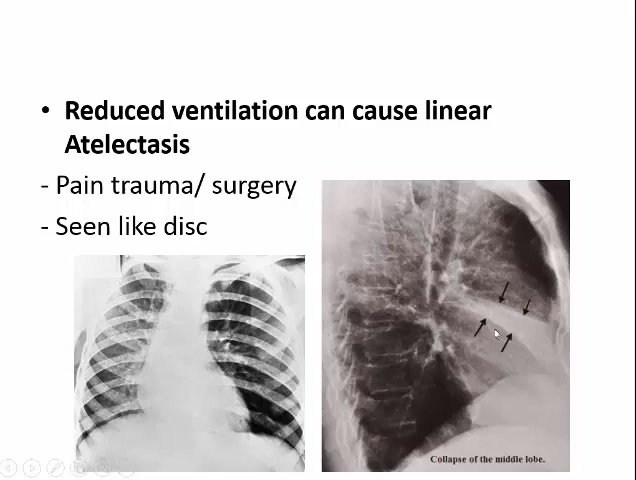 • Reduced ventilation can cause linear
Atelectasis
- Pain trauma/ surgery
- Seen like disc
Collapse of the middle lobe.